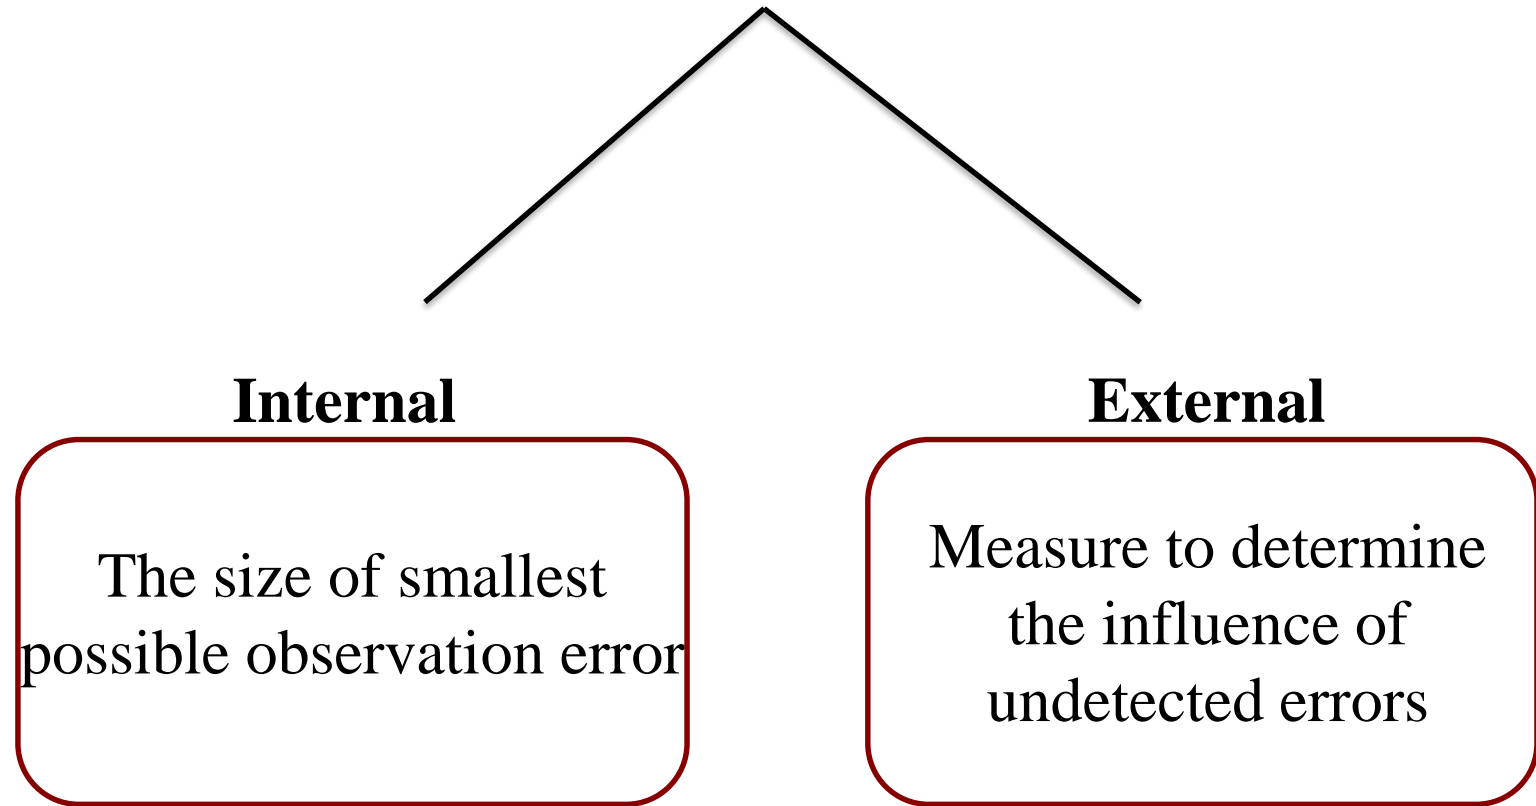 Internal
The size of smallest
possible observation error
External
Measure to determine
the influence of
undetected errors